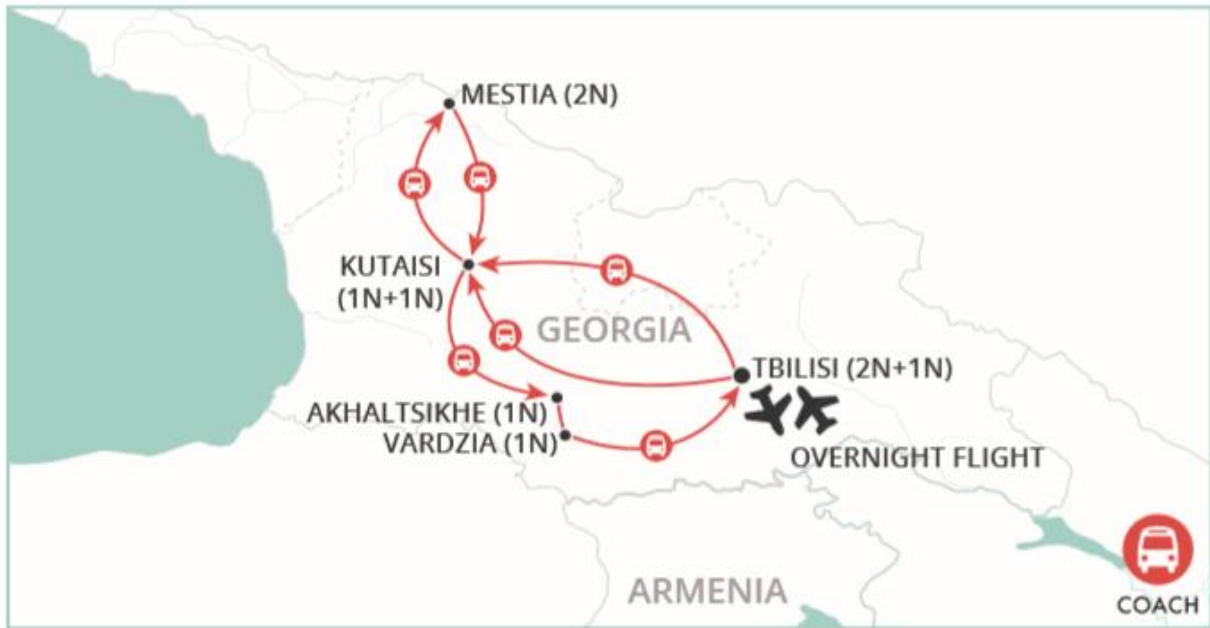 MESTIA (2N)
KUTAISI
(1N+1N)
GEORGIA
TBILISI (2N+1N)
AKHALTSIKHE (1N)
VARDZIA (1N)
OVERNIGHT FLIGHT
ARMENIA
COACH